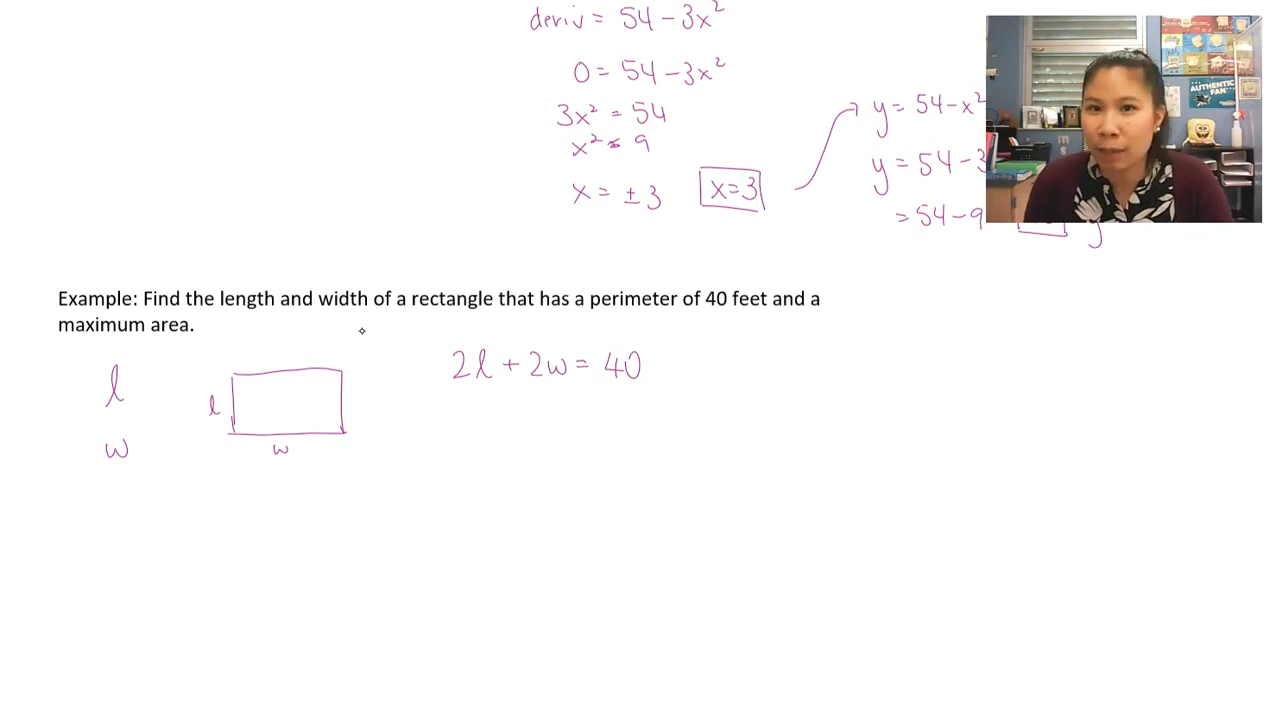 deriv = 54 - 3x²
0 = 54 - 3x²
3x² = 54
x² = 9
x = ± 3
x=3
y = 54 - x²
y = 54 - 3
= 54 - 9
y
AUTHENTIC FAN
Example: Find the length and width of a rectangle that has a perimeter of 40 feet and a
maximum area.
l
w
l
w
2l + 2w = 40